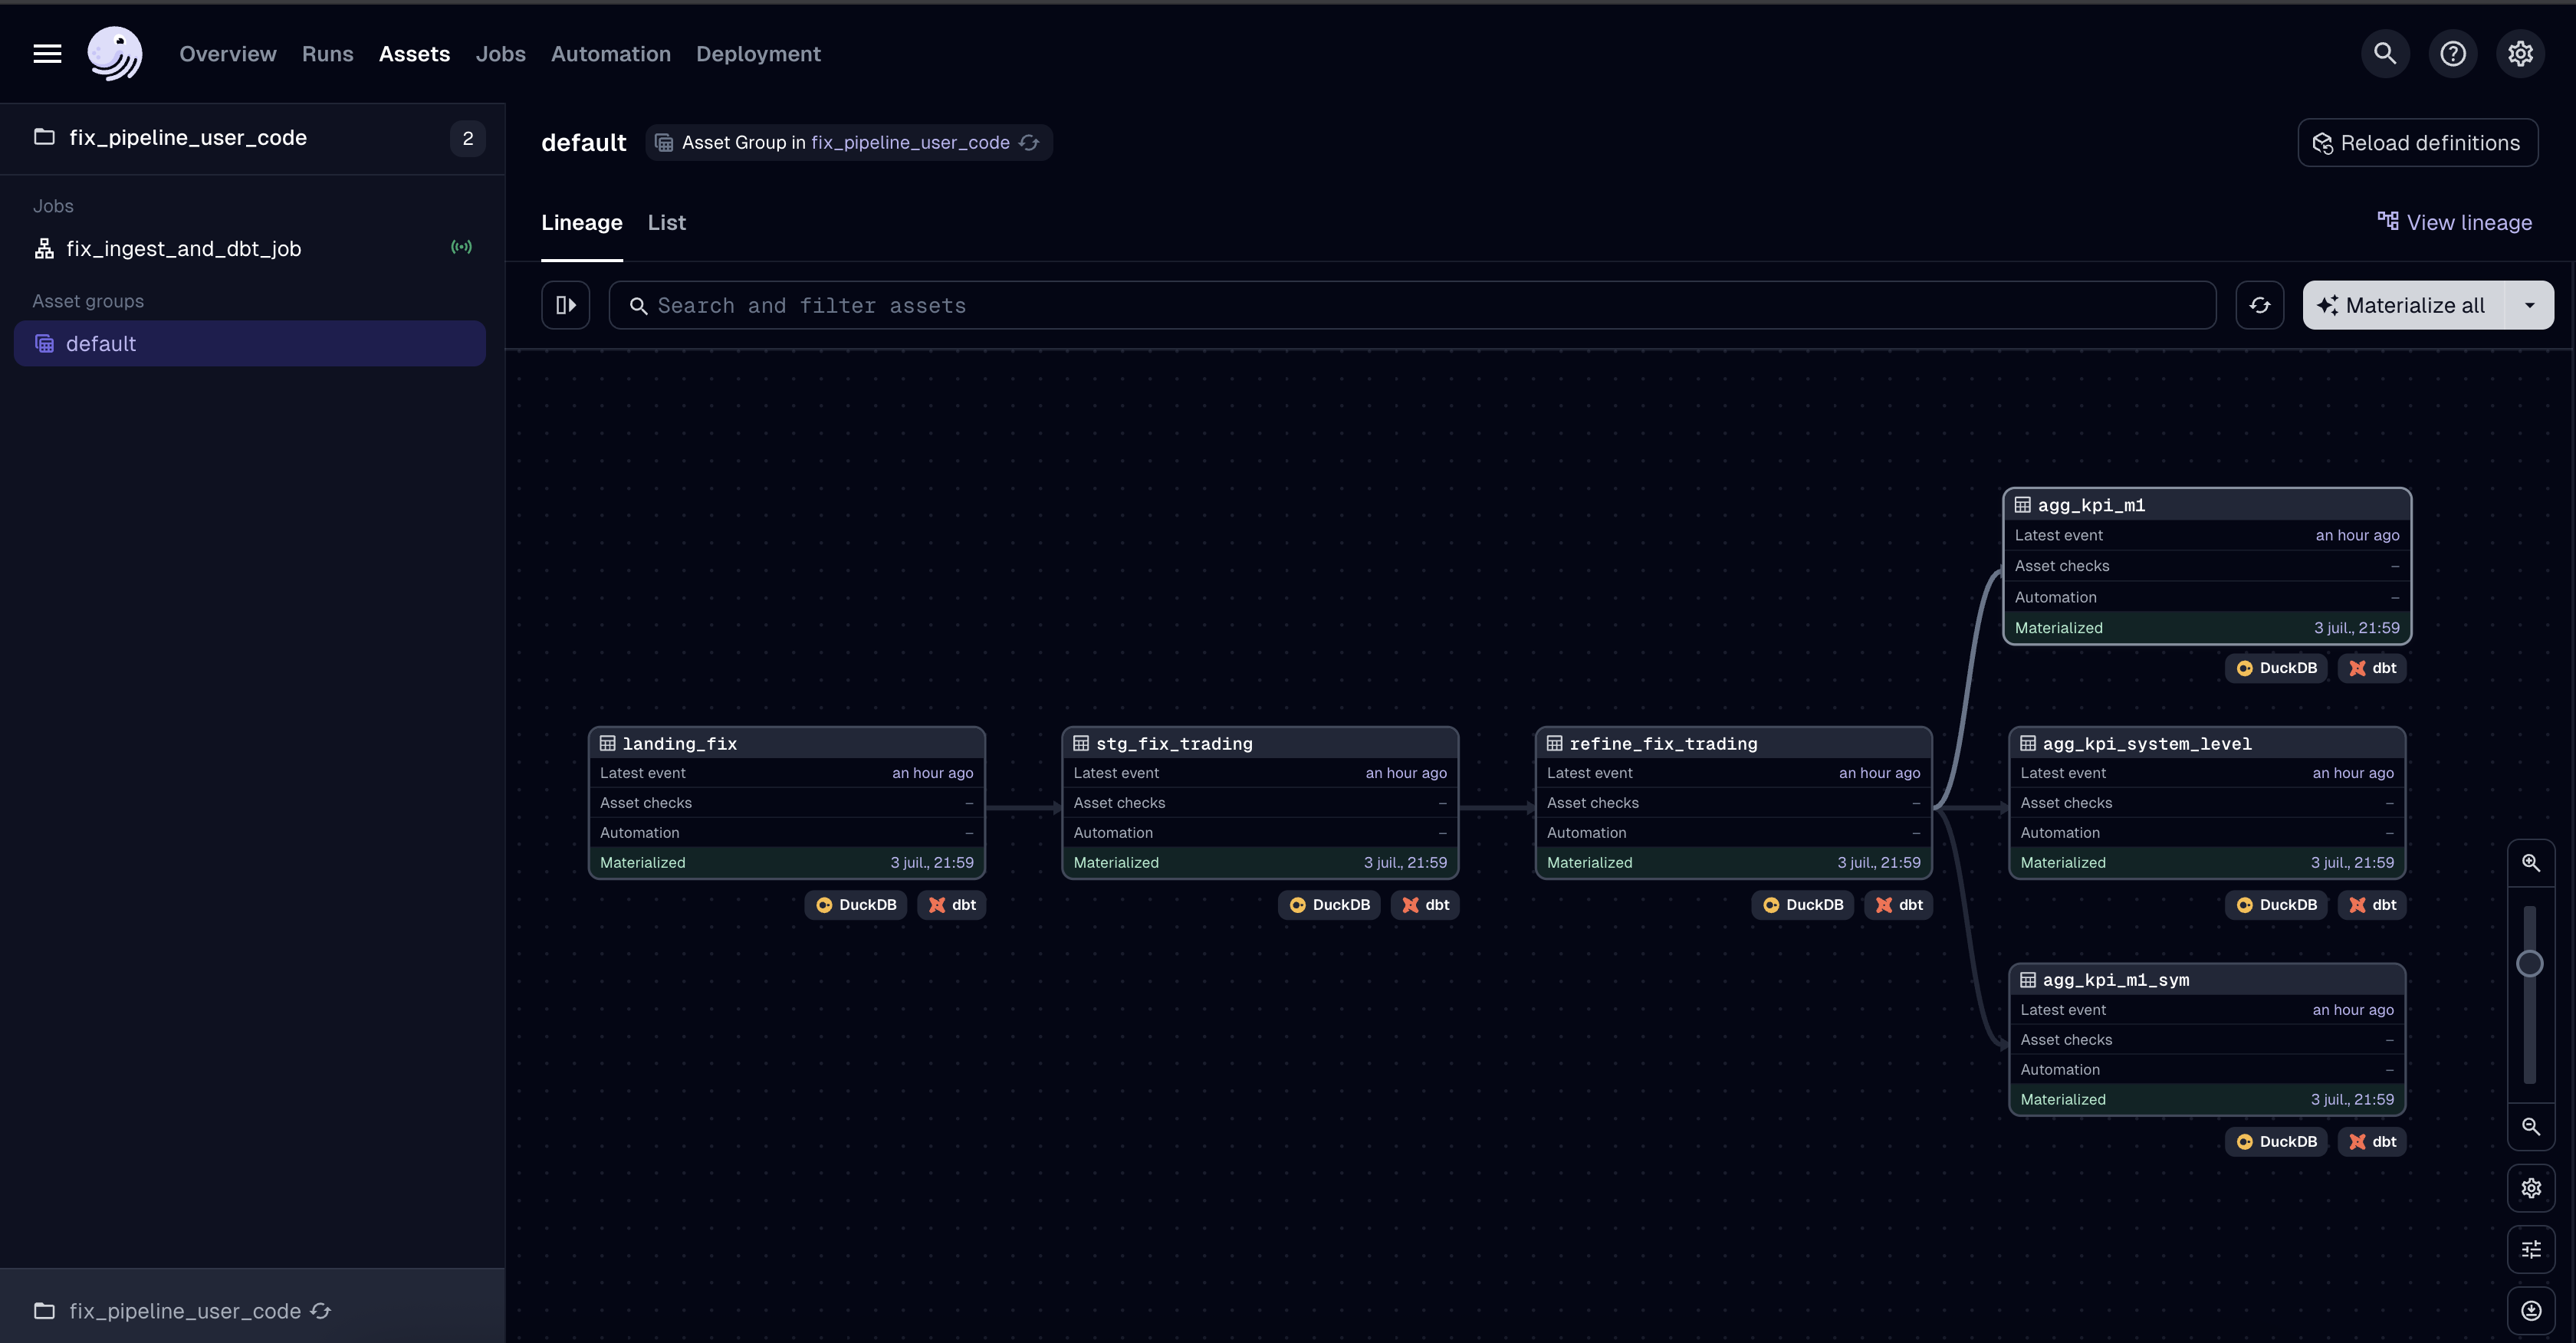 Overview Runs Assets Jobs Automation Deployment
fix_pipeline_user_code 2
Jobs
fix_ingest_and_dbt_job
Asset groups
default
default Asset Group in fix_pipeline_user_code
Reload definitions
Lineage List
View lineage
Search and filter assets
Materialize all
agg_kpi_m1
Latest event an hour ago
Asset checks –
Automation –
Materialized 3 juil., 21:59
DuckDB dbt
landing_fix
Latest event an hour ago
Asset checks –
Automation –
Materialized 3 juil., 21:59
DuckDB dbt
stg_fix_trading
Latest event an hour ago
Asset checks –
Automation –
Materialized 3 juil., 21:59
DuckDB dbt
refine_fix_trading
Latest event an hour ago
Asset checks –
Automation –
Materialized 3 juil., 21:59
DuckDB dbt
agg_kpi_system_level
Latest event an hour ago
Asset checks –
Automation –
Materialized 3 juil., 21:59
DuckDB dbt
agg_kpi_m1_sym
Latest event an hour ago
Asset checks –
Automation –
Materialized 3 juil., 21:59
DuckDB dbt
fix_pipeline_user_code